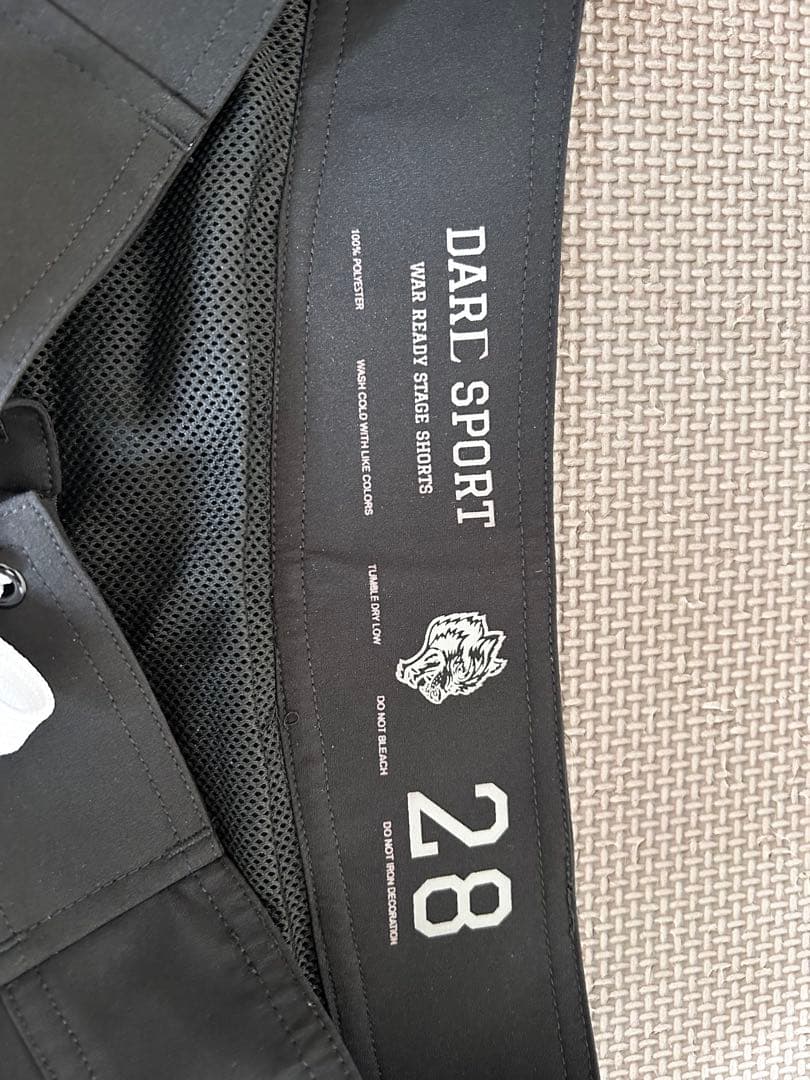 DARC SPORT
WAR READY STAGE SHORTS
28
100% POLYESTER
WASH COLD WITH LIKE COLORS
TUMBLE DRY LOW
DO NOT BLEACH
DO NOT IRON DECORATION